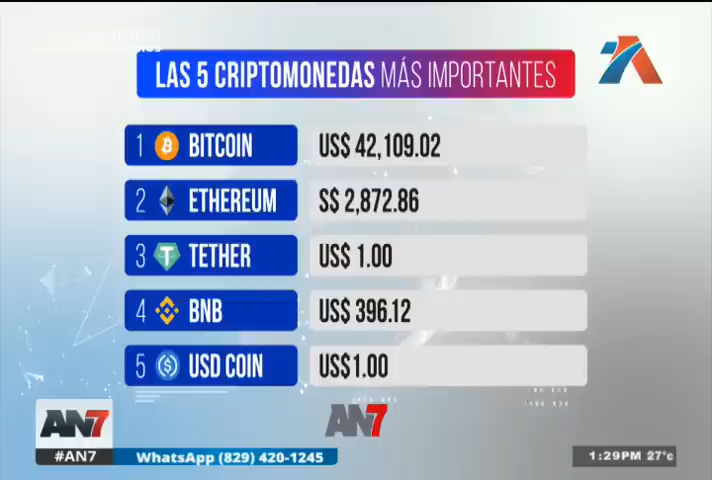 LAS 5 CRIPTOMONEDAS MÁS IMPORTANTES
1 BITCOIN US$ 42,109.02
2 ETHEREUM S$ 2,872.86
3 TETHER US$ 1.00
4 BNB US$ 396.12
5 USD COIN US$1.00
AN7
AN7
#AN7 WhatsApp (829) 420-1245 1:29PM 27°c